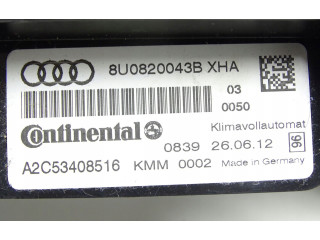 8U0820043B XHA
03
0050
Continental
Klimavollautomat
0839 26.06.12 96
A2C53408516 KMM 0002 Made in Germany